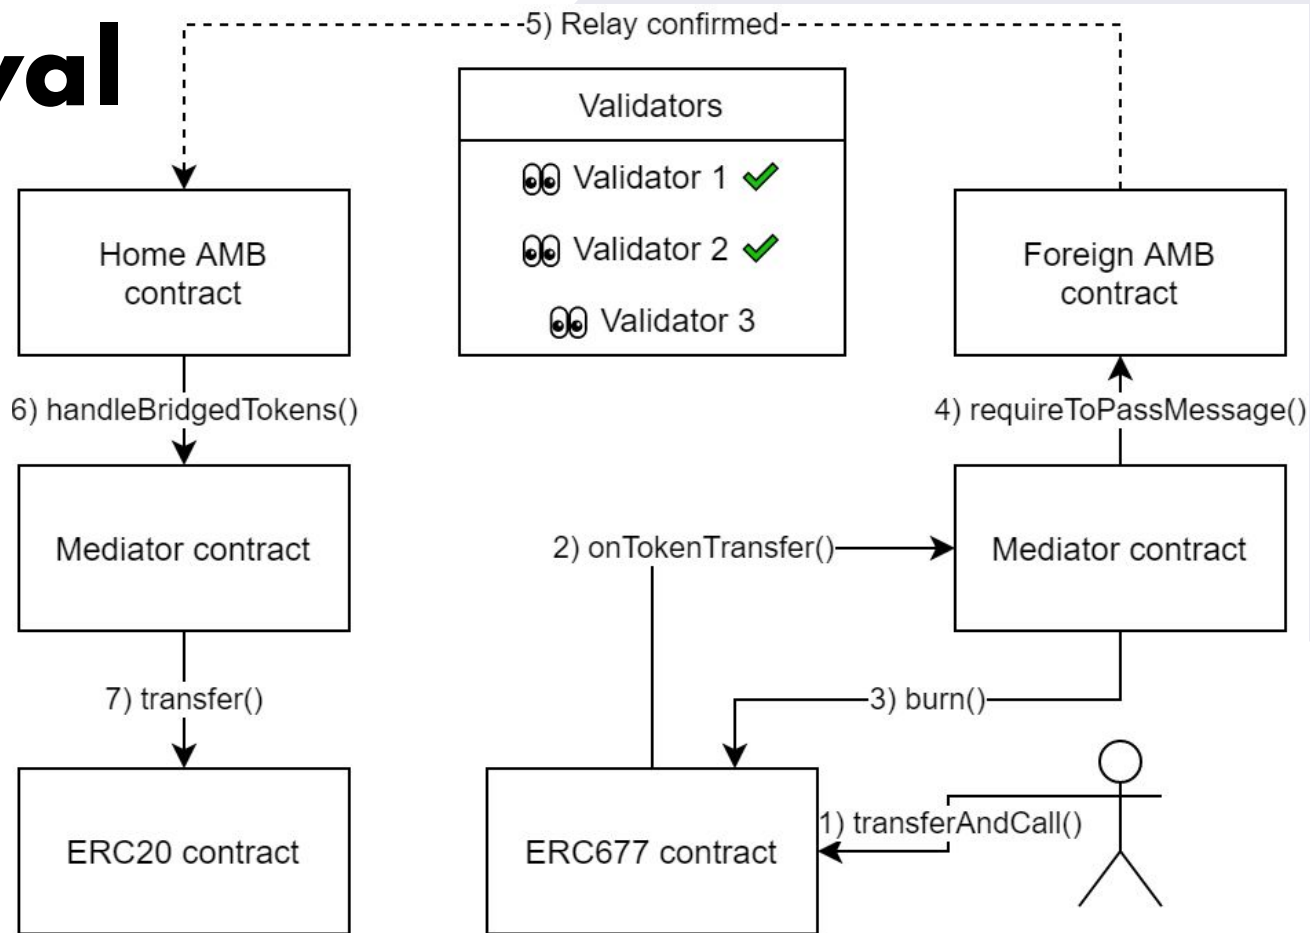 5) Relay confirmed
val
Validators
Validator 1
Validator 2
Validator 3
Home AMB
contract
Foreign AMB
contract
6) handleBridgedTokens()
4) requireToPassMessage()
Mediator contract
2) onTokenTransfer()
Mediator contract
7) transfer()
3) burn()
1) transferAndCall()
ERC20 contract
ERC677 contract